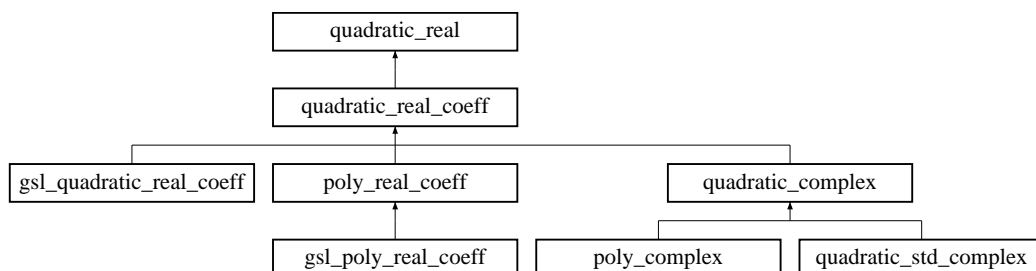 quadratic_real
quadratic_real_coeff
gsl_quadratic_real_coeff
poly_real_coeff
quadratic_complex
gsl_poly_real_coeff
poly_complex
quadratic_std_complex